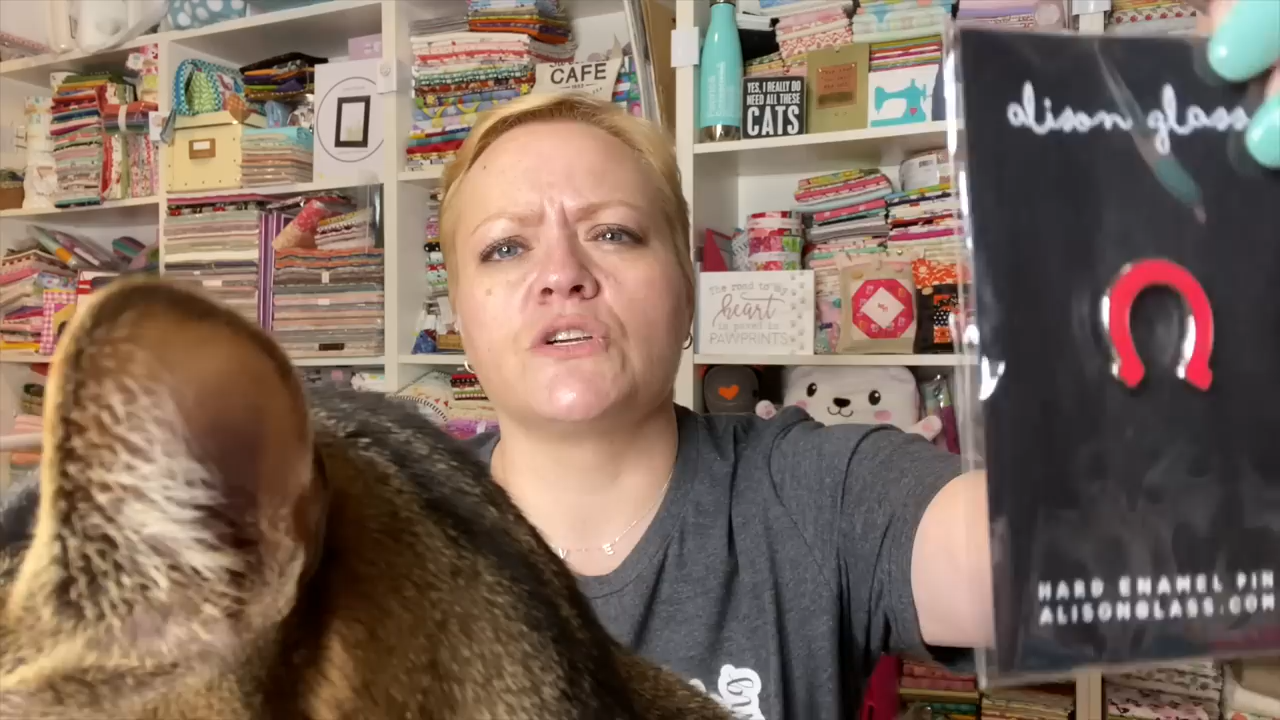 CAFE
YES, I REALLY DO
NEED ALL THESE
CATS
The road to my
heart
is paved in
PAWPRINTS
alison glass
HARD ENAMEL PIN
ALISONGLASS.COM